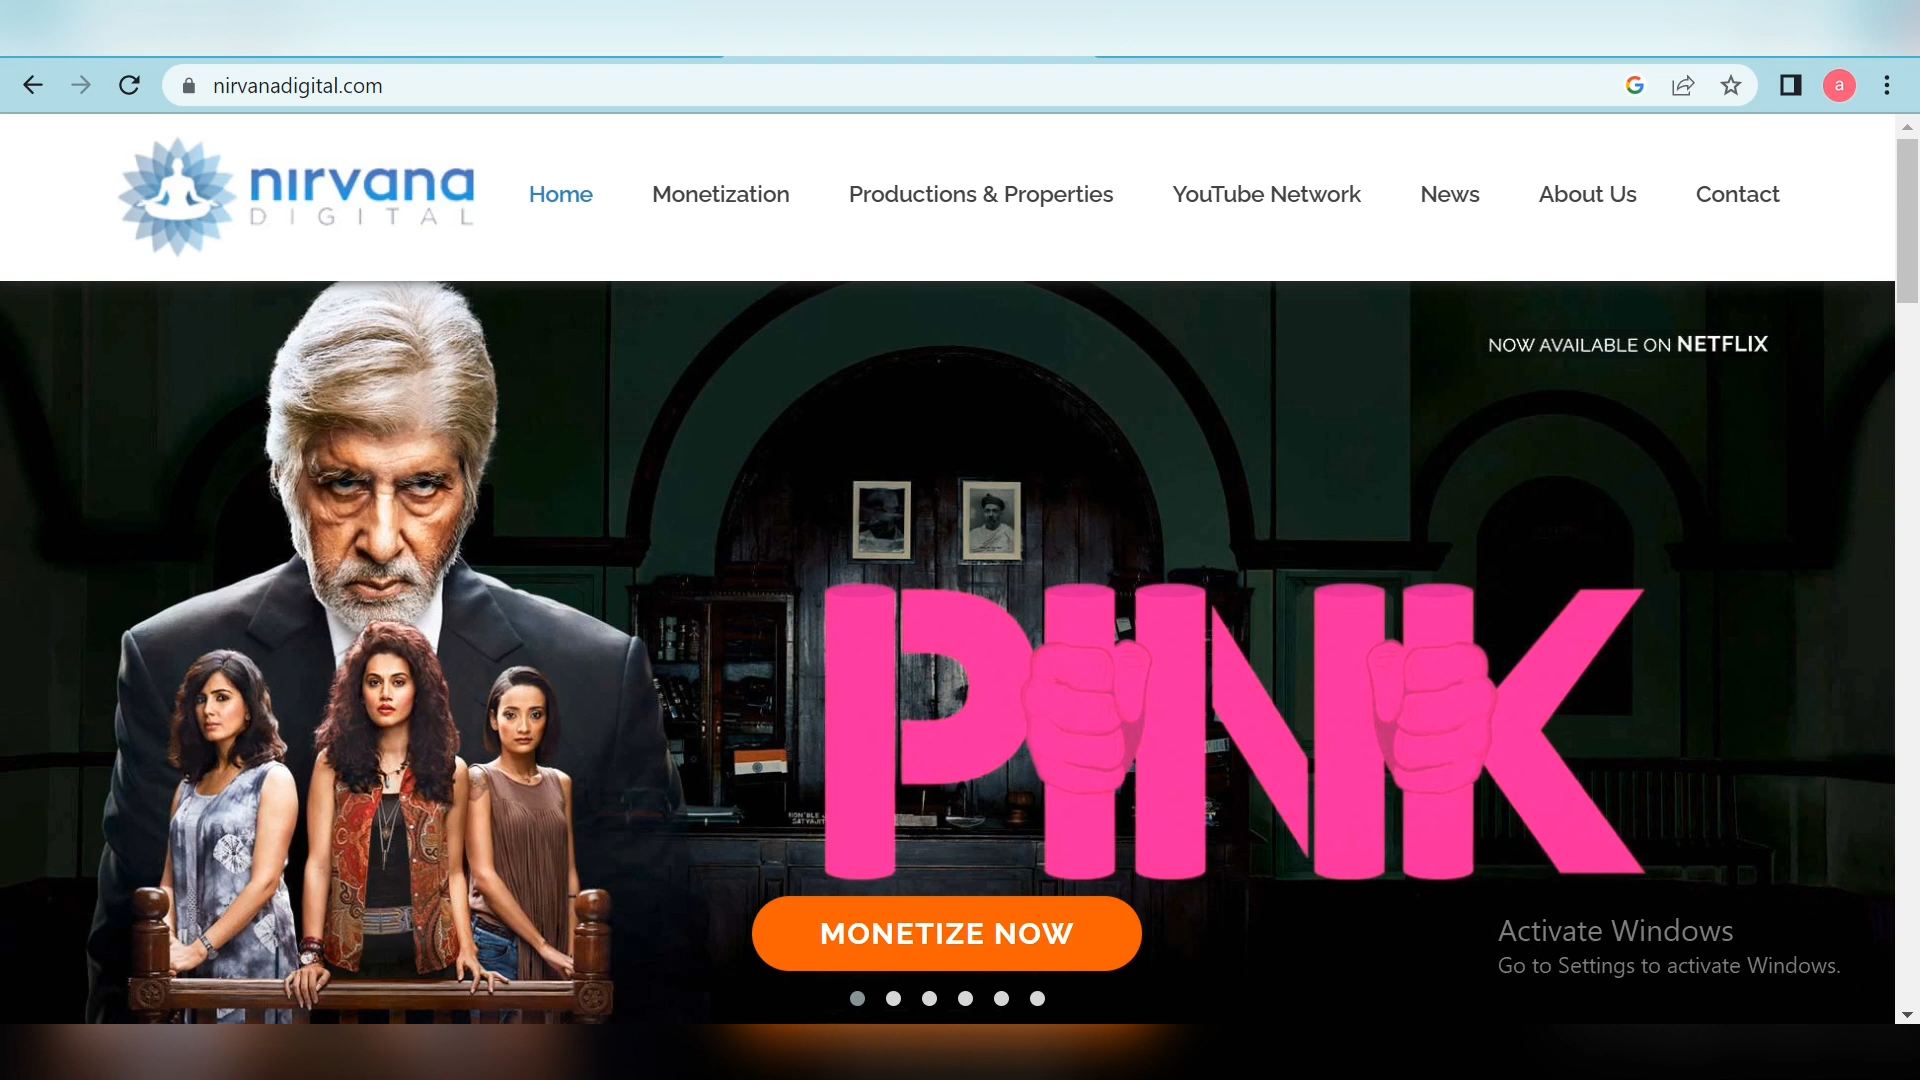 nirvanadigital.com
a
nirvana
DIGITAL
Home
Monetization
Productions & Properties
YouTube Network
News
About Us
Contact
NOW AVAILABLE ON NETFLIX
PINK
MONETIZE NOW
Activate Windows
Go to Settings to activate Windows.